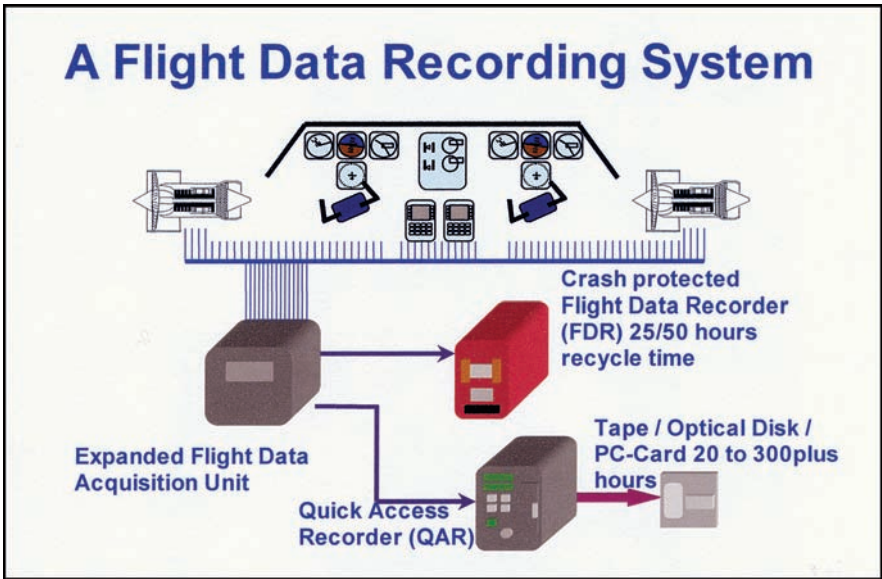 A Flight Data Recording System
Crash protected
Flight Data Recorder
(FDR) 25/50 hours
recycle time
Expanded Flight Data
Acquisition Unit
Quick Access
Recorder (QAR)
Tape / Optical Disk /
PC-Card 20 to 300plus
hours